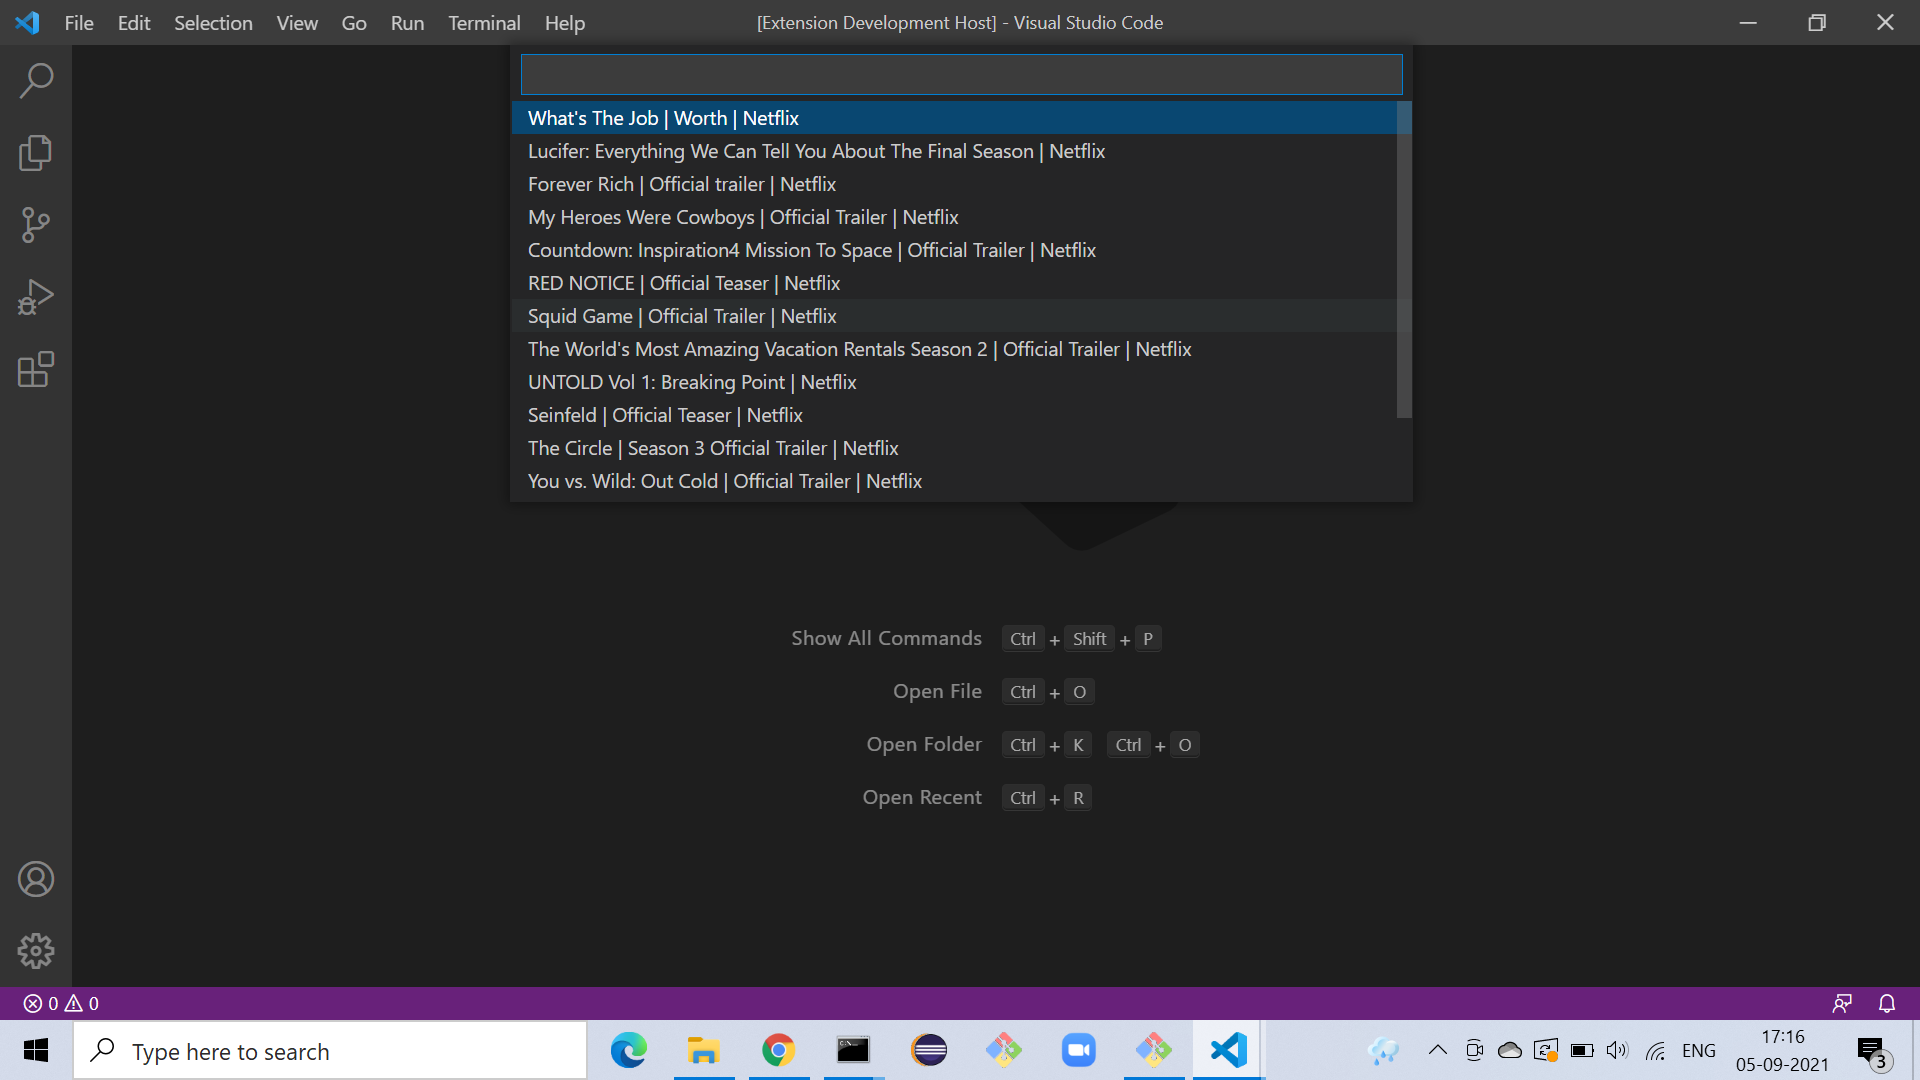 File Edit Selection View Go Run Terminal Help [Extension Development Host] - Visual Studio Code
What's The Job | Worth | Netflix
Lucifer: Everything We Can Tell You About The Final Season | Netflix
Forever Rich | Official trailer | Netflix
My Heroes Were Cowboys | Official Trailer | Netflix
Countdown: Inspiration4 Mission To Space | Official Trailer | Netflix
RED NOTICE | Official Teaser | Netflix
Squid Game | Official Trailer | Netflix
The World's Most Amazing Vacation Rentals Season 2 | Official Trailer | Netflix
UNTOLD Vol 1: Breaking Point | Netflix
Seinfeld | Official Teaser | Netflix
The Circle | Season 3 Official Trailer | Netflix
You vs. Wild: Out Cold | Official Trailer | Netflix
Show All Commands Ctrl + Shift + P
Open File Ctrl + O
Open Folder Ctrl + K Ctrl + O
Open Recent Ctrl + R
0 0
Type here to search
ENG
17:16
05-09-2021
3